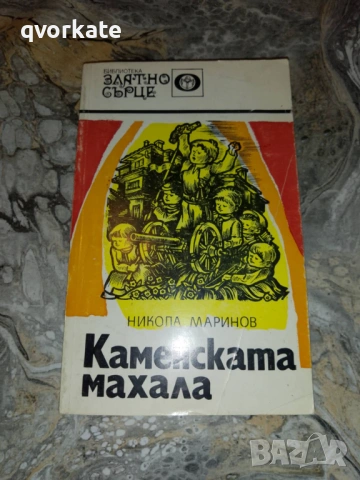 qvorkate
БИБЛИОТЕКА
ЗЛАТНО
СЪРЦЕ
НИКОЛА МАРИНОВ
Каменската
махала
BAZAR